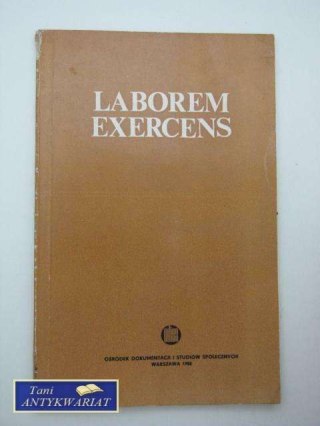 LABOREM
EXERCENS
OŚRODEK DOKUMENTACJI I STUDIÓW SPOŁECZNYCH
WARSZAWA
Tani
ANTYKWARIAT